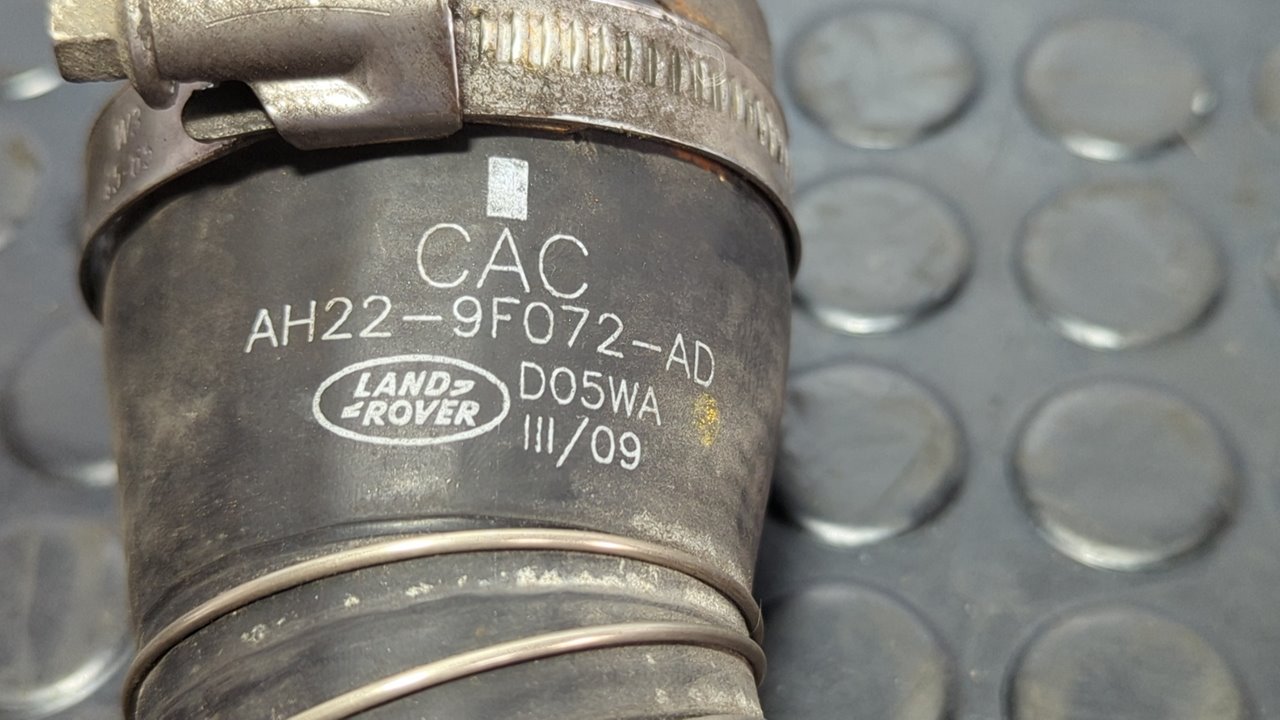 CAC
AH22-9F072-AD
LAND
ROVER
D05WA
III/09